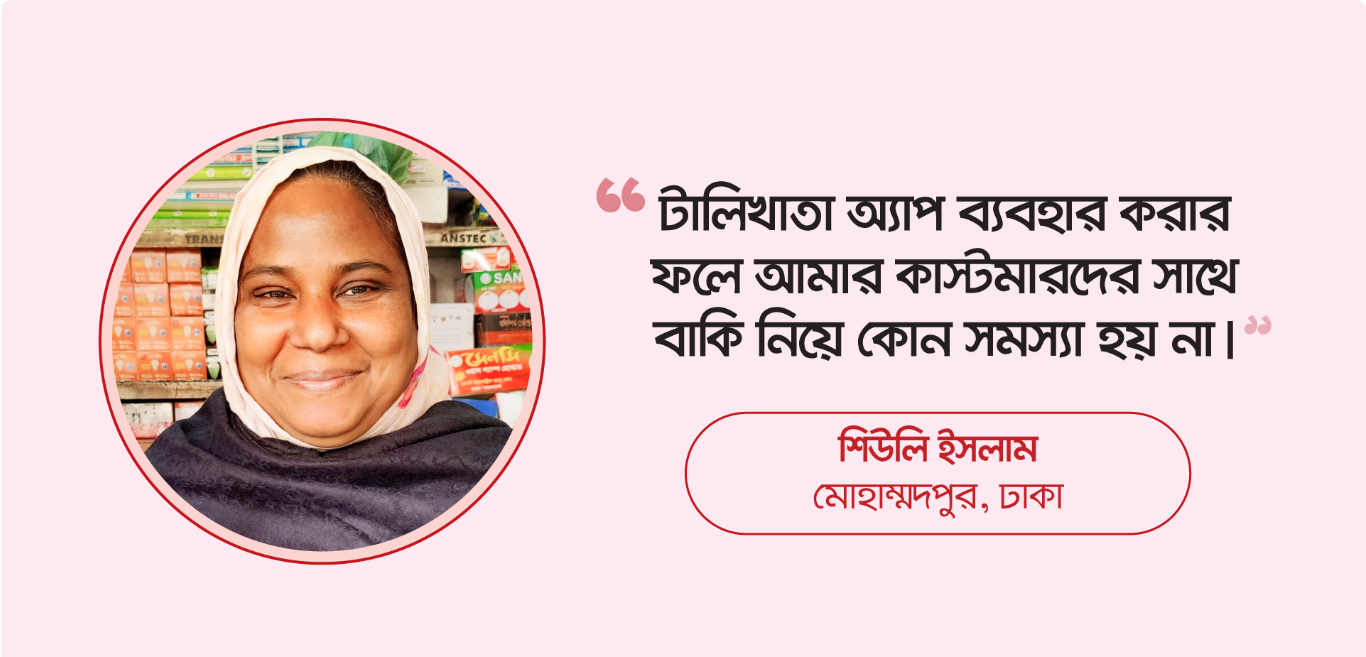 TRANS
ANSTEC
SAN
“টালিখাতা অ্যাপ ব্যবহার করার
ফলে আমার কাস্টমারদের সাথে
বাকি নিয়ে কোন সমস্যা হয় না।”
শিউলি ইসলাম
মোহাম্মদপুর, ঢাকা